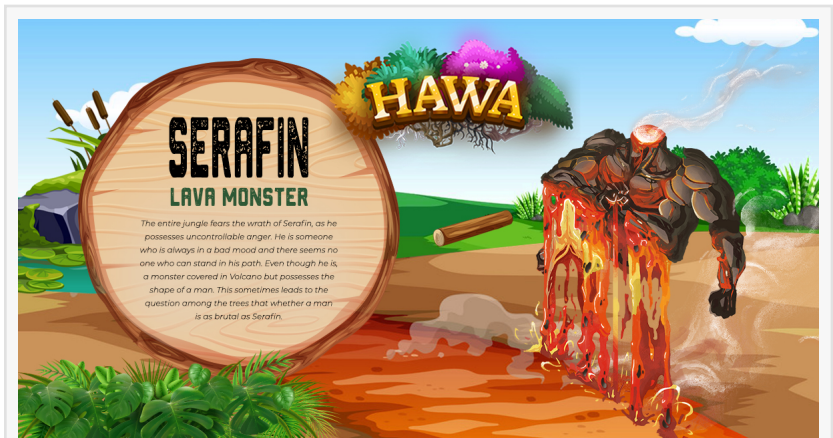 HAWA
SERAFIN
LAVA MONSTER
The entire jungle fears the wrath of Serafin, as he
possesses uncontrollable anger. He is someone
who is always in a bad mood and there seems no
one who can stand in his path. Even though he is,
a monster covered in Volcano but possesses the
shape of a man. This sometimes leads to the
question among the trees that whether a man
is as brutal as Serafin.